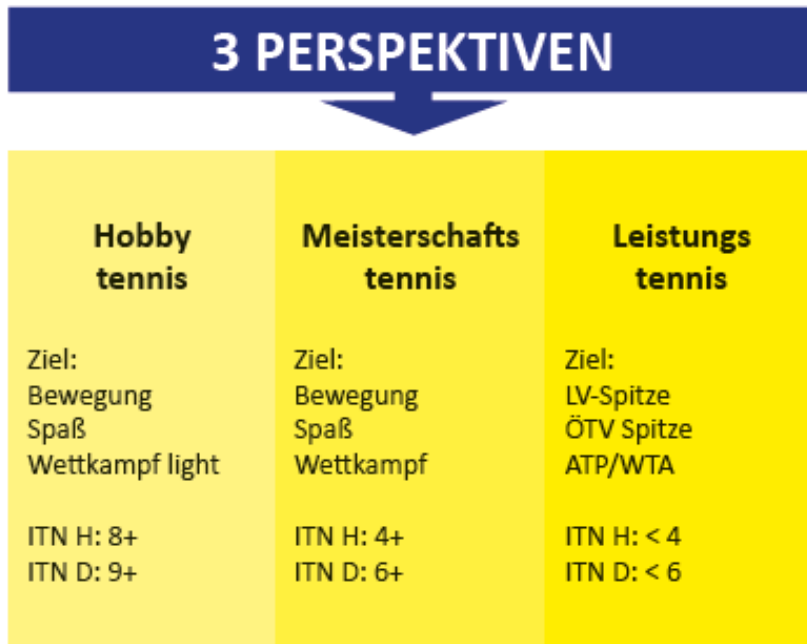 3 PERSPEKTIVEN
Hobby
tennis
Ziel:
Bewegung
Spaß
Wettkampf light
ITN H: 8+
ITN D: 9+
Meisterschafts
tennis
Ziel:
Bewegung
Spaß
Wettkampf
ITN H: 4+
ITN D: 6+
Leistungs
tennis
Ziel:
LV-Spitze
ÖTV Spitze
ATP/WTA
ITN H: < 4
ITN D: < 6